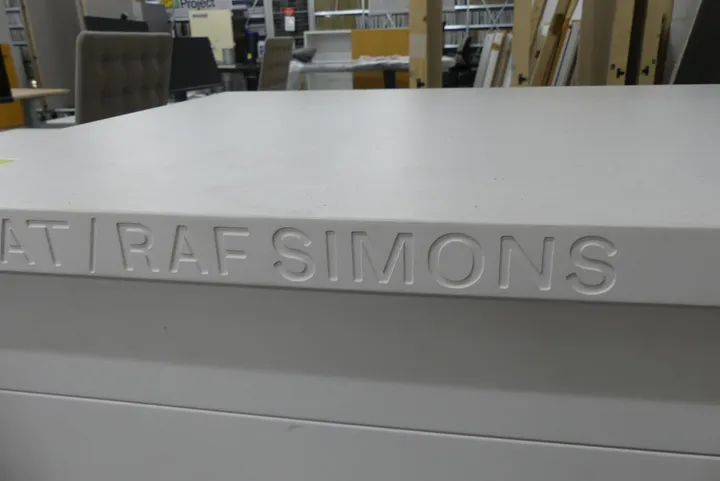 Project
AT | RAF SIMONS